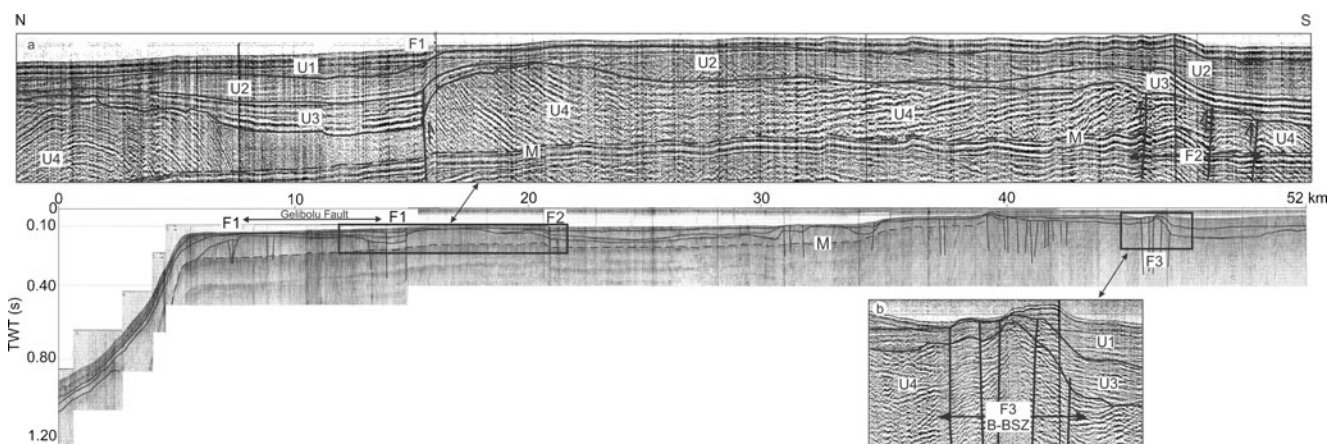 N S
a F1
U1 U2 U2
U2 U3
U3 U4 U4 U4
U4 M M F2
0 10 20 30 40 52 km
0 F1 Gelibolu Fault F1 F2
0.10
M
F3
0.40
TWT (s)
0.80
1.20
b
U1
U4 U3
F3
B-BSZ